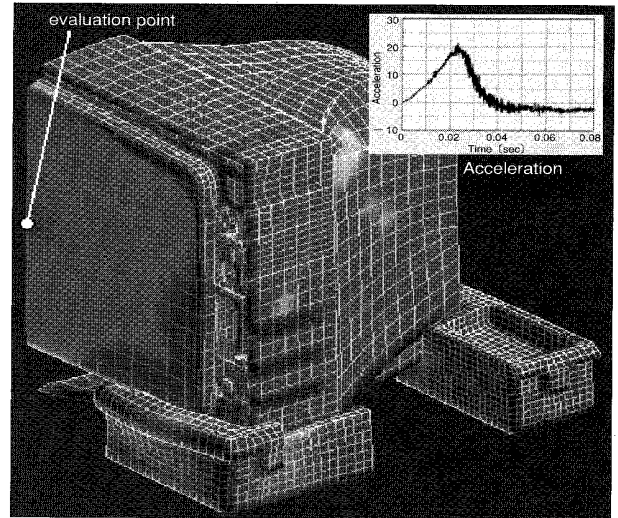 evaluation point
30
20
10
0
-10
Acceleration
0 0.02 0.04 0.06 0.08
Time [sec]
Acceleration